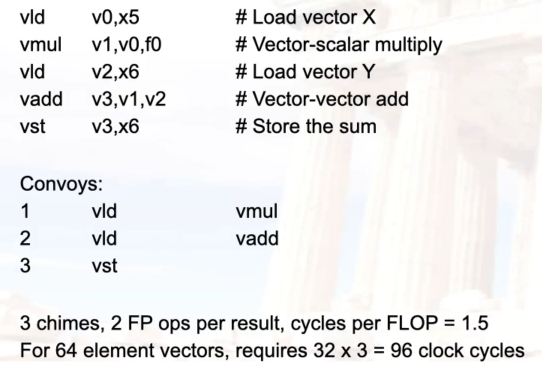 vld v0,x5 # Load vector X
vmul v1,v0,f0 # Vector-scalar multiply
vld v2,x6 # Load vector Y
vadd v3,v1,v2 # Vector-vector add
vst v3,x6 # Store the sum
Convoys:
1 vld vmul
2 vld vadd
3 vst
3 chimes, 2 FP ops per result, cycles per FLOP = 1.5
For 64 element vectors, requires 32 x 3 = 96 clock cycles